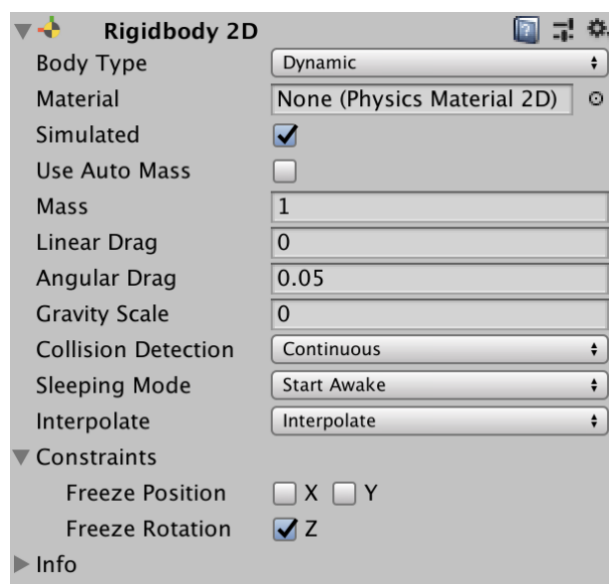 Rigidbody 2D
Body Type Dynamic
Material None (Physics Material 2D)
Simulated
Use Auto Mass
Mass 1
Linear Drag 0
Angular Drag 0.05
Gravity Scale 0
Collision Detection Continuous
Sleeping Mode Start Awake
Interpolate Interpolate
Constraints
Freeze Position X Y
Freeze Rotation Z
Info